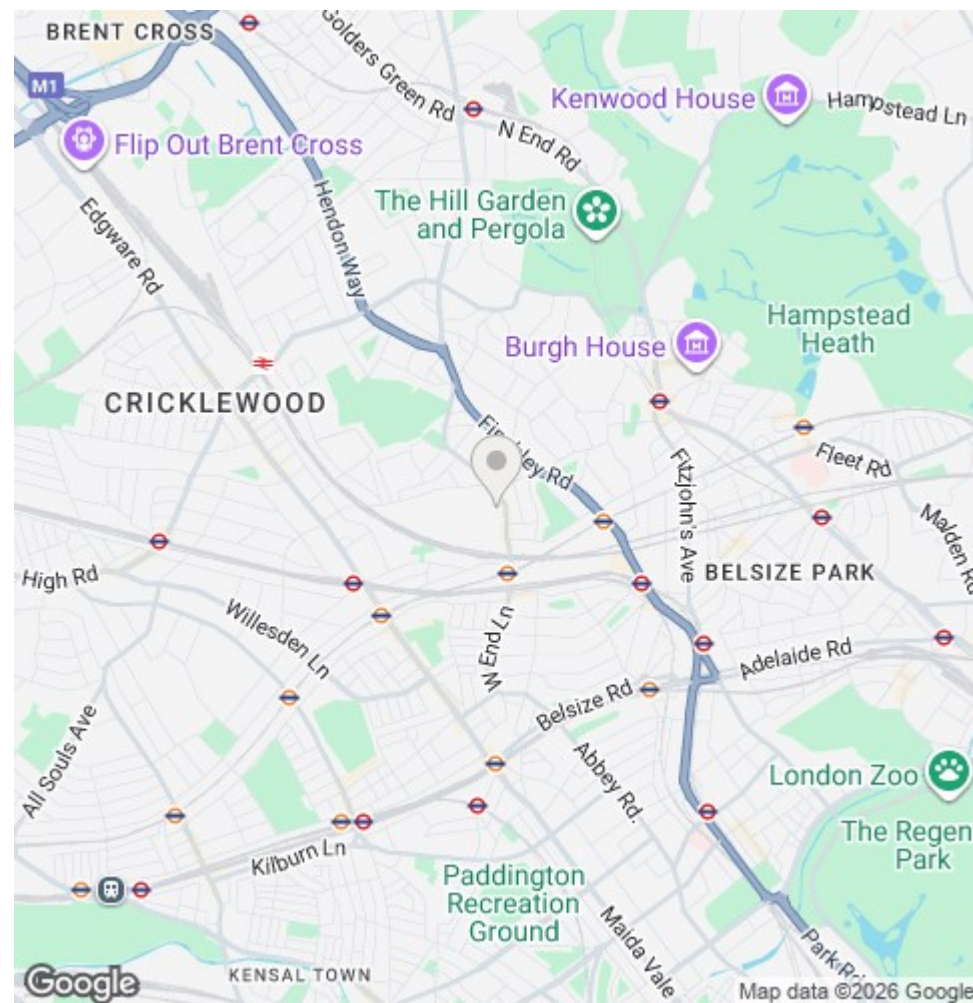 BRENT CROSS
M1
Flip Out Brent Cross
Golders Green Rd
N End Rd
Kenwood House
Hampstead Ln
The Hill Garden
and Pergola
Edgware Rd
Hendon Way
Burgh House
Hampstead
Heath
CRICKLEWOOD
Finchley Rd
Fitzjohn's Ave
Fleet Rd
Malden Rd
High Rd
Willesden Ln
W End Ln
BELSIZE PARK
Adelaide Rd
Belsize Rd
All Souls Ave
Abbey Rd.
London Zoo
The Regen
Park
Kilburn Ln
Paddington
Recreation
Ground
Maida Vale
Park Rd
KENSAL TOWN
Google
Map data ©2026 Google